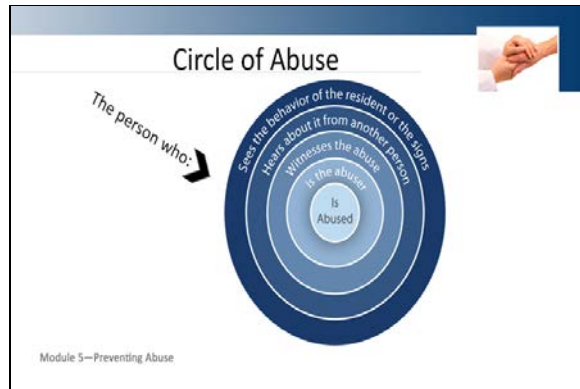 Circle of Abuse
The person who:
Sees the behavior of the resident or the signs
Hears about it from another person
Witnesses the abuse
Is the abuser
Is
Abused
Module 5—Preventing Abuse